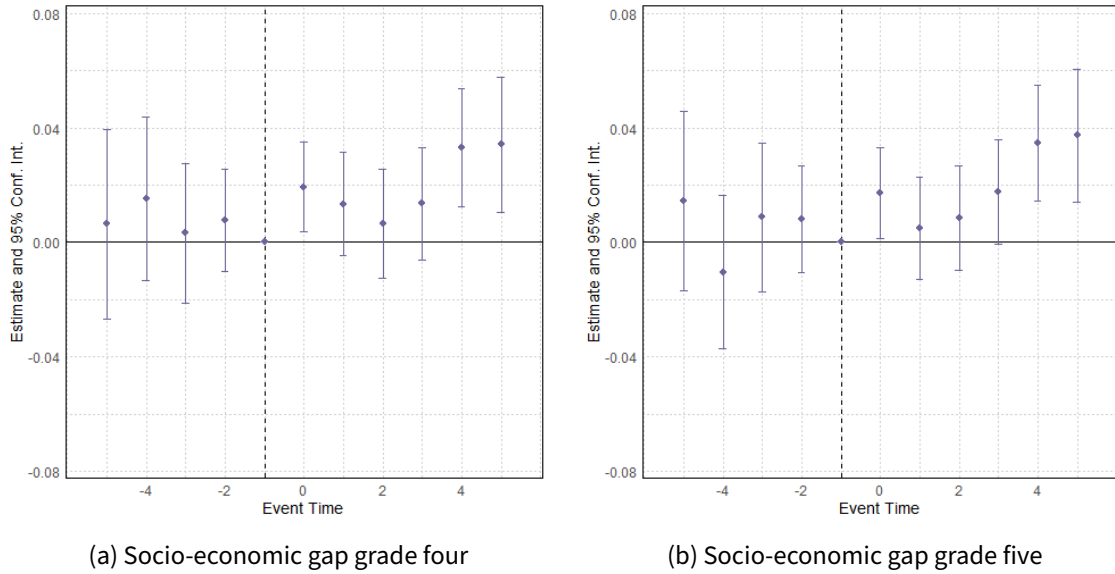 0.08
0.04
0.00
-0.04
-0.08
Estimate and 95% Conf. Int.
-4 -2 0 2 4
Event Time
(a) Socio-economic gap grade four
0.08
0.04
0.00
-0.04
-0.08
Estimate and 95% Conf. Int.
-4 -2 0 2 4
Event Time
(b) Socio-economic gap grade five